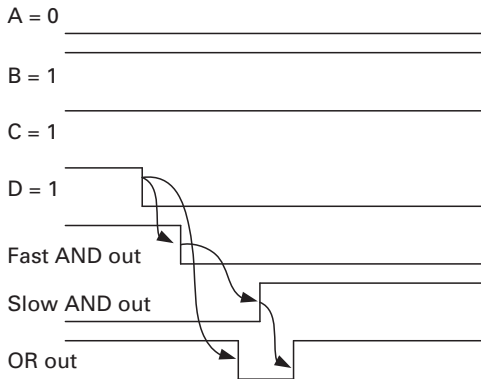 A = 0
B = 1
C = 1
D = 1
Fast AND out
Slow AND out
OR out